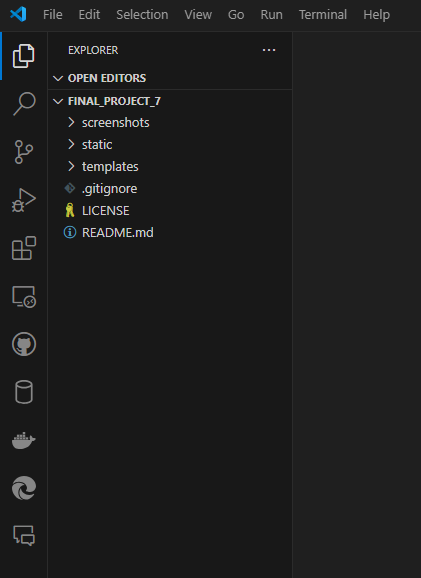 File Edit Selection View Go Run Terminal Help
EXPLORER ...
OPEN EDITORS
FINAL_PROJECT_7
screenshots
static
templates
.gitignore
LICENSE
README.md